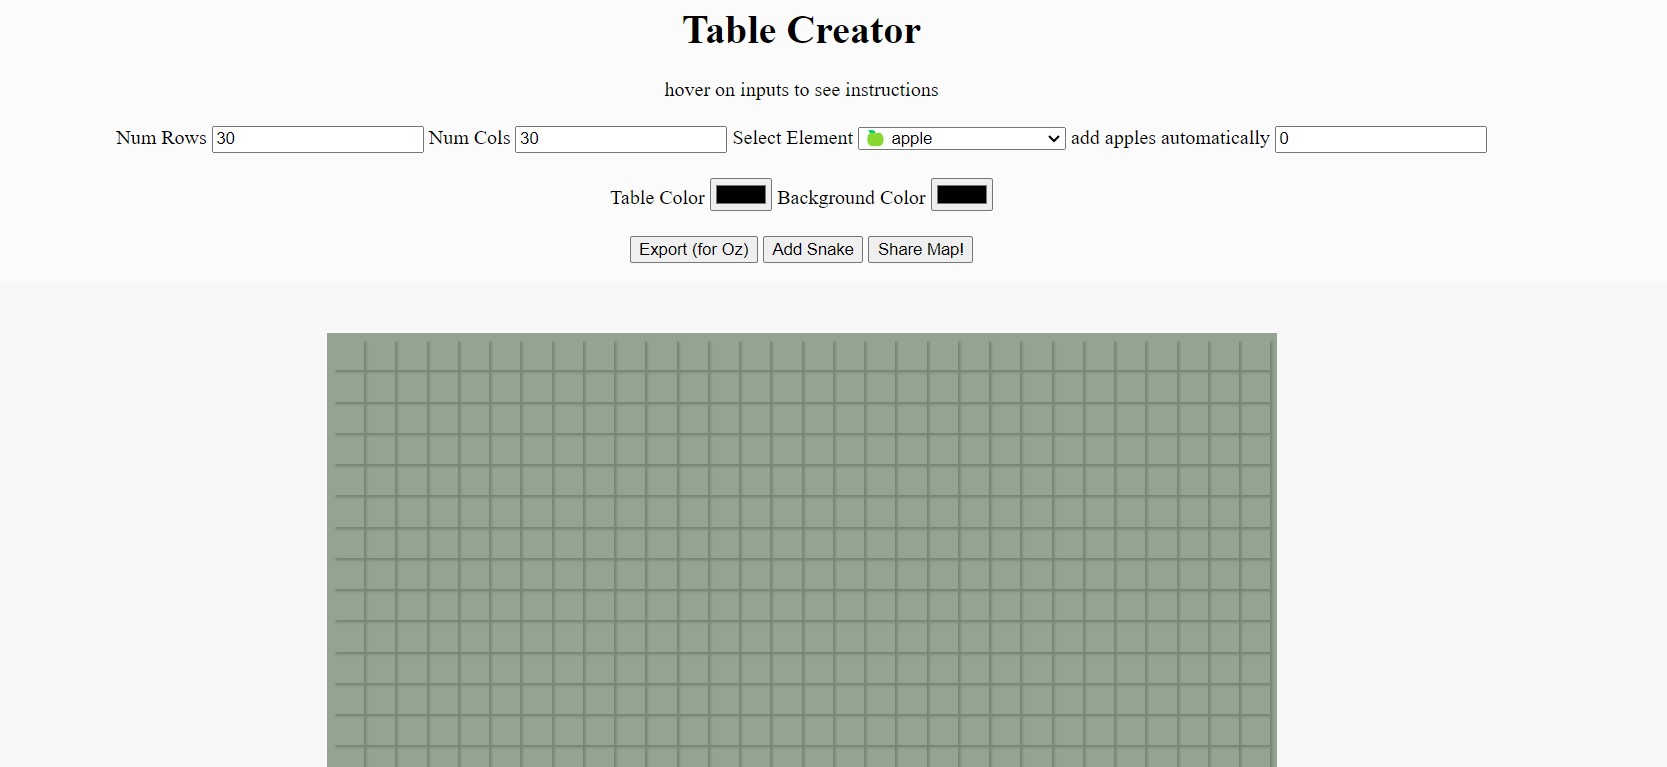 Table Creator
hover on inputs to see instructions
Num Rows 30 Num Cols 30 Select Element apple add apples automatically 0
Table Color Background Color
Export (for Oz) Add Snake Share Map!